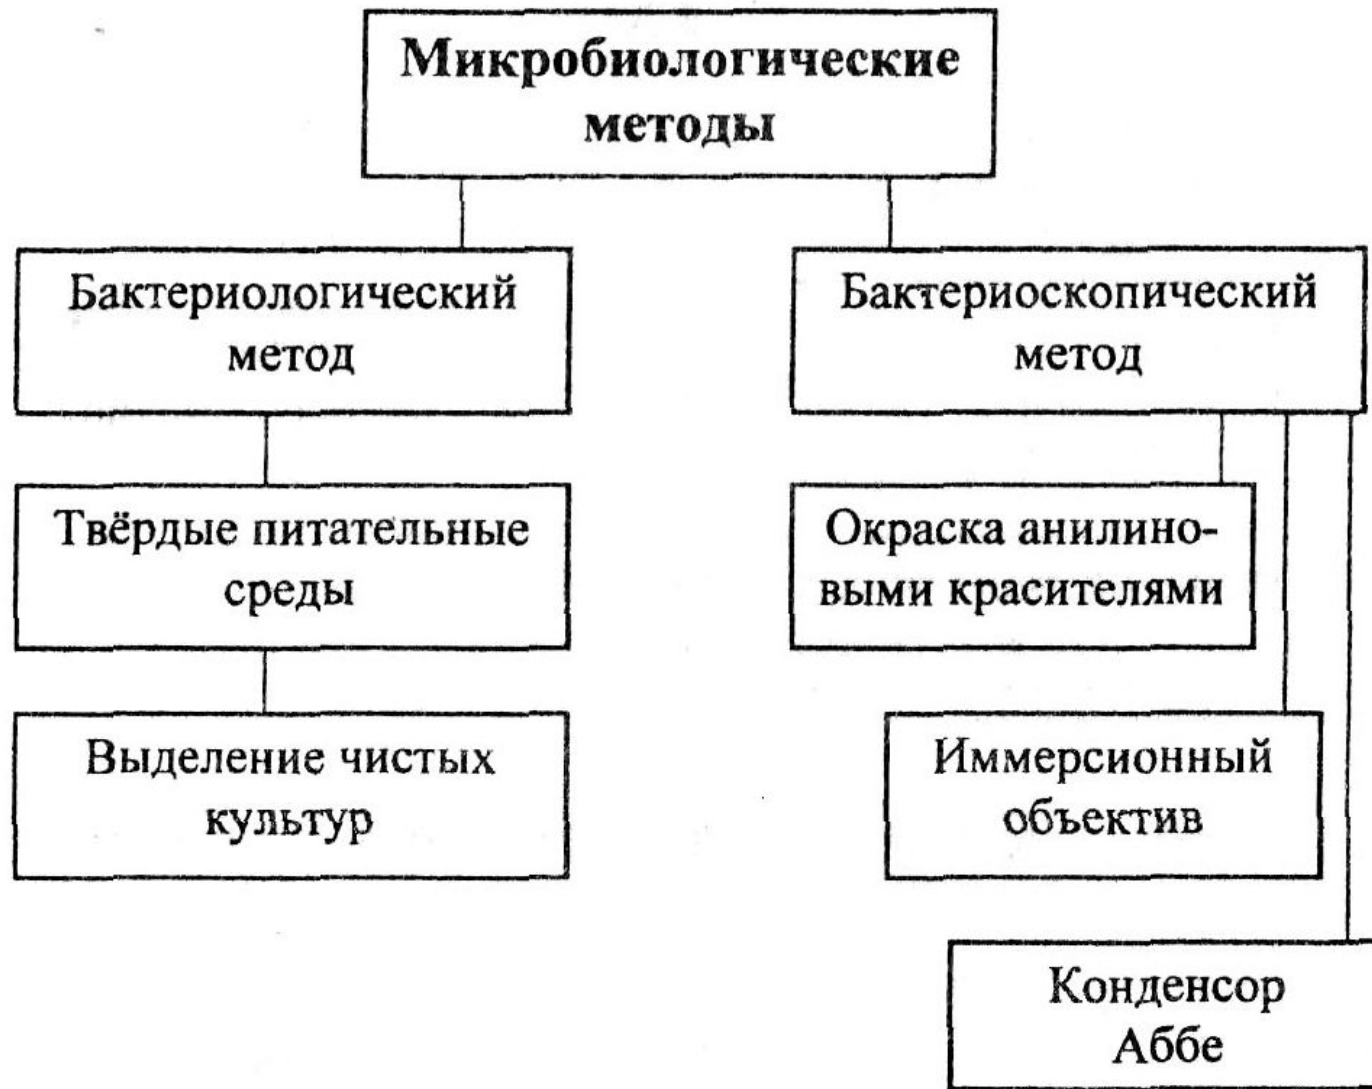 Микробиологические
методы
Бактериологический
метод
Твёрдые питательные
среды
Выделение чистых
культур
Бактериоскопический
метод
Окраска анилино-
выми красителями
Иммерсионный
объектив
Конденсор
Аббе